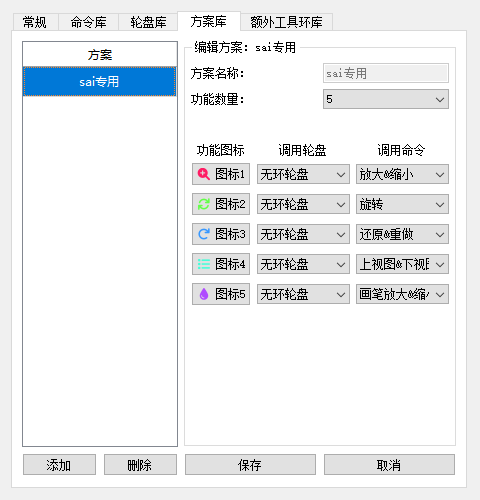 常规 命令库 轮盘库 方案库 额外工具环库
方案
sai专用
编辑方案：sai专用
方案名称： sai专用
功能数量： 5
功能图标 调用轮盘 调用命令
图标1 无环轮盘 放大&缩小
图标2 无环轮盘 旋转
图标3 无环轮盘 还原&重做
图标4 无环轮盘 上视图&下视图
图标5 无环轮盘 画笔放大&缩小
添加 删除 保存 取消